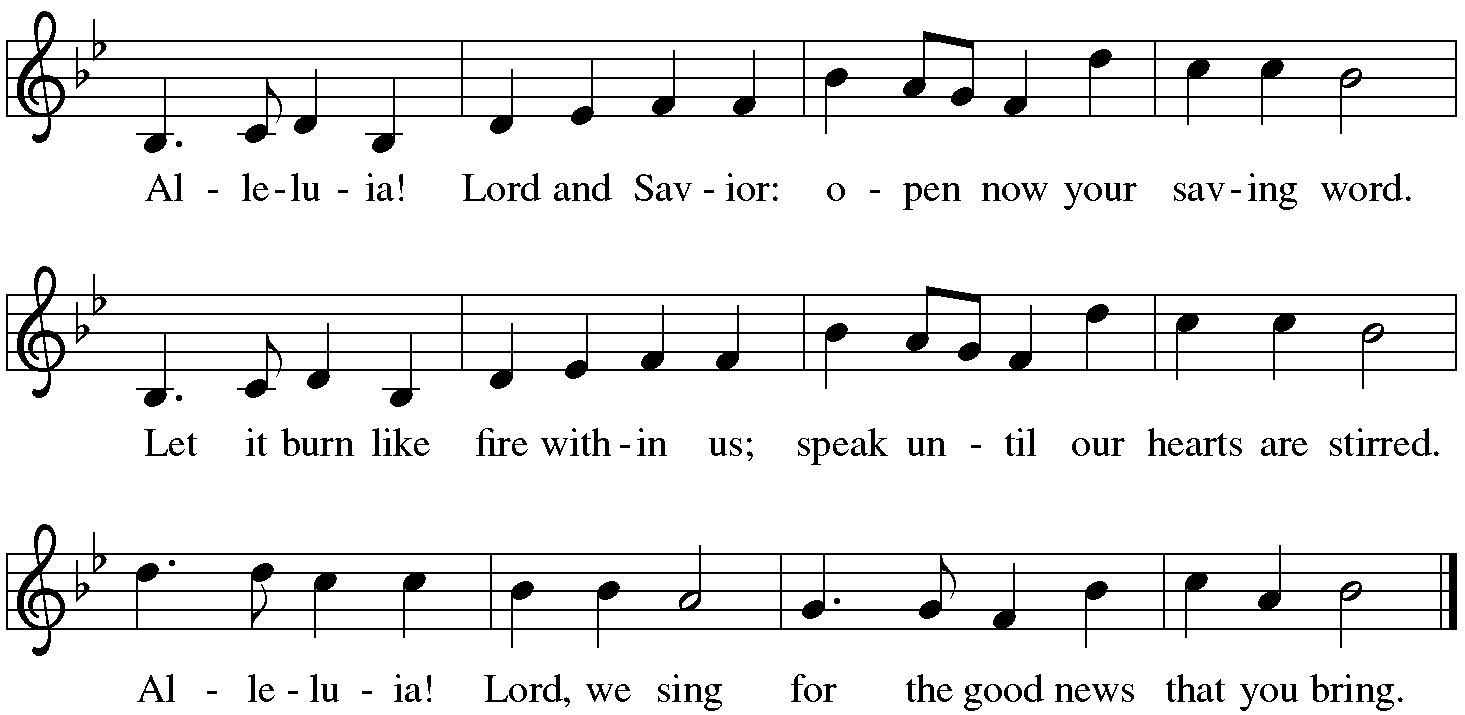 Al - le - lu - ia! Lord and Sav - ior: o - pen now your sav - ing word.
Let it burn like fire with - in us; speak un - til our hearts are stirred.
Al - le - lu - ia! Lord, we sing for the good news that you bring.